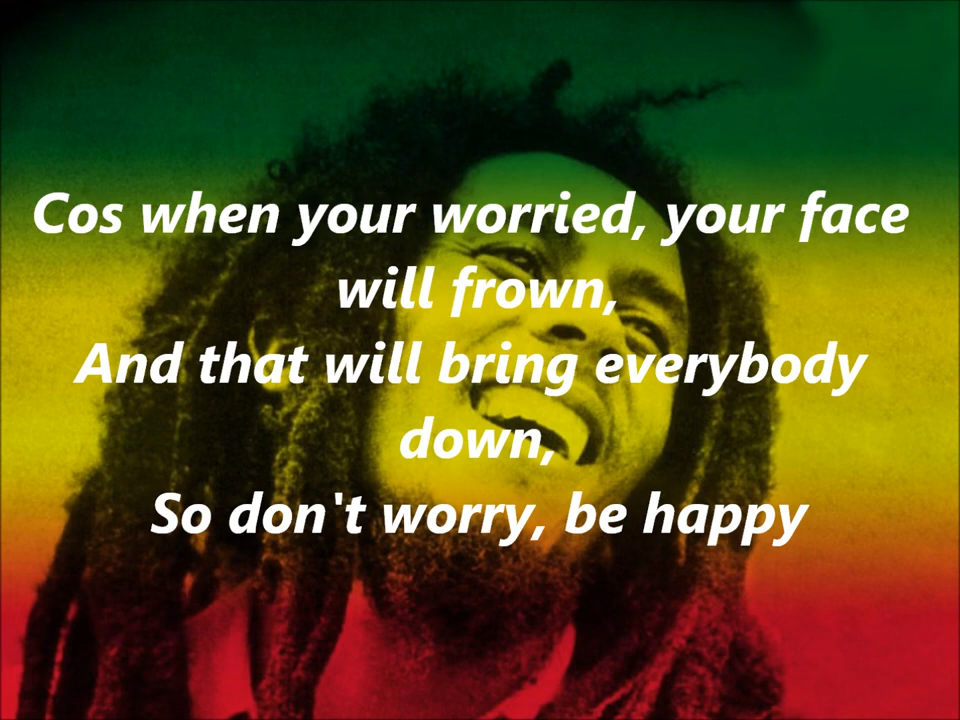 Cos when your worried, your face
will frown,
And that will bring everybody
down,
So don't worry, be happy